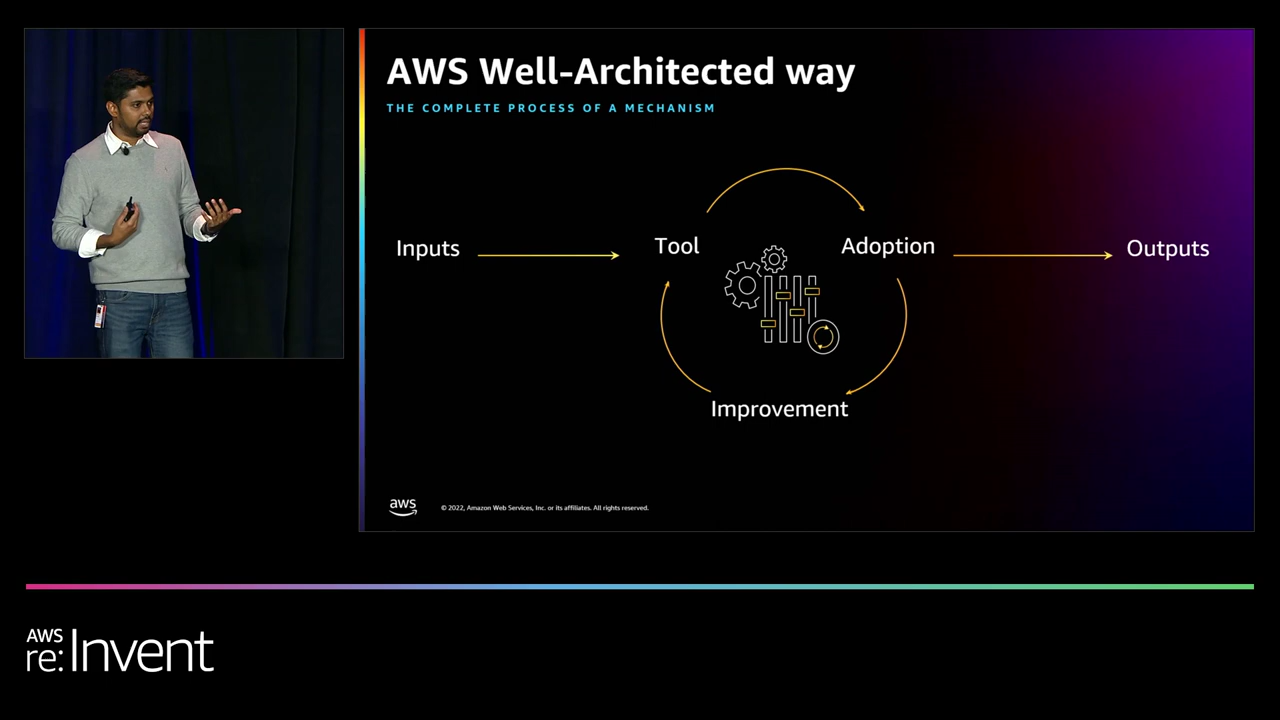 AWS Well-Architected way
THE COMPLETE PROCESS OF A MECHANISM
Inputs
Tool
Adoption
Outputs
Improvement
aws
© 2022, Amazon Web Services, Inc. or its affiliates. All rights reserved.
AWS
re:Invent